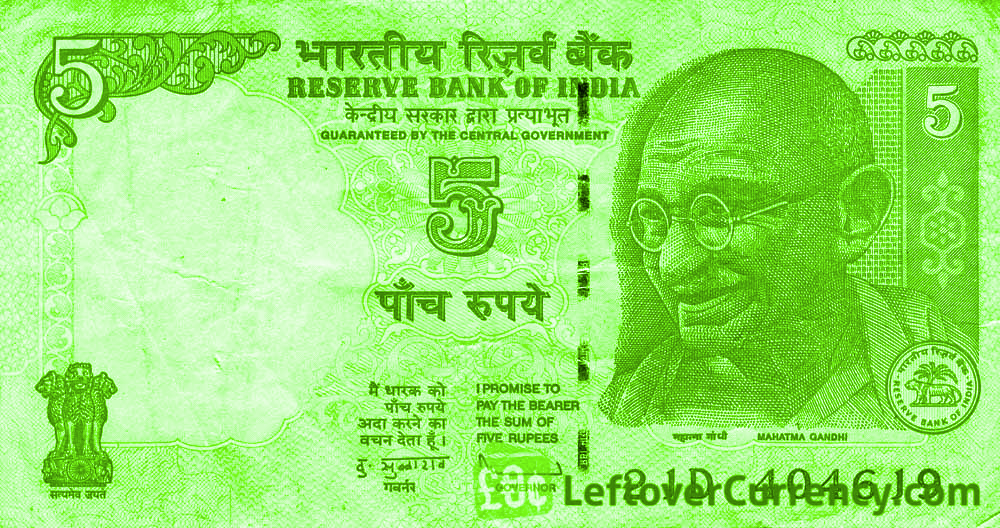 5
भारतीय रिज़र्व बैंक
RESERVE BANK OF INDIA
केन्द्रीय सरकार द्वारा प्रत्याभूत
GUARANTEED BY THE CENTRAL GOVERNMENT
5
5
पाँच रुपये
मैं धारक को
पाँच रुपये
अदा करने का
वचन देता हूँ।
गवर्नर
I PROMISE TO
PAY THE BEARER
THE SUM OF
FIVE RUPEES
GOVERNOR
सत्यमेव जयते
महात्मा गांधी
MAHATMA GANDHI
भारतीय रिज़र्व बैंक
RESERVE BANK OF INDIA
21D 404619
LeftoverCurrency.com